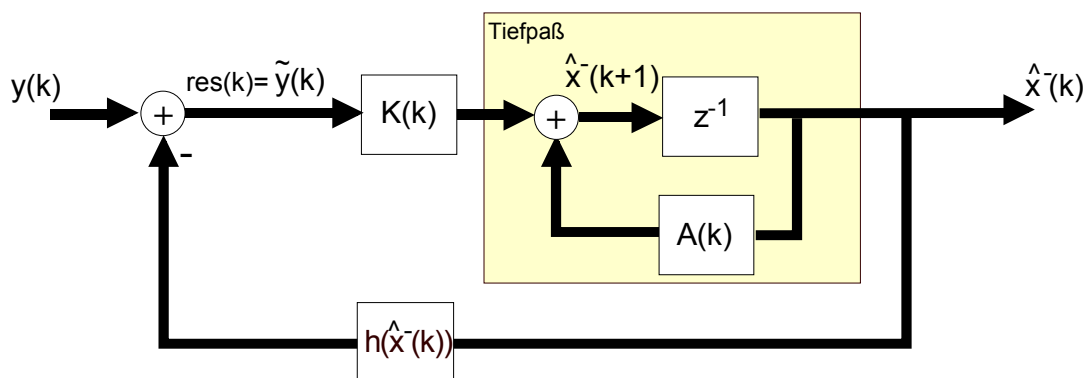 Tiefpaß
y(k)
res(k)= ỹ(k)
K(k)
x̂⁻(k+1)
z⁻¹
x̂⁻(k)
+
+
-
A(k)
h(x̂⁻(k))